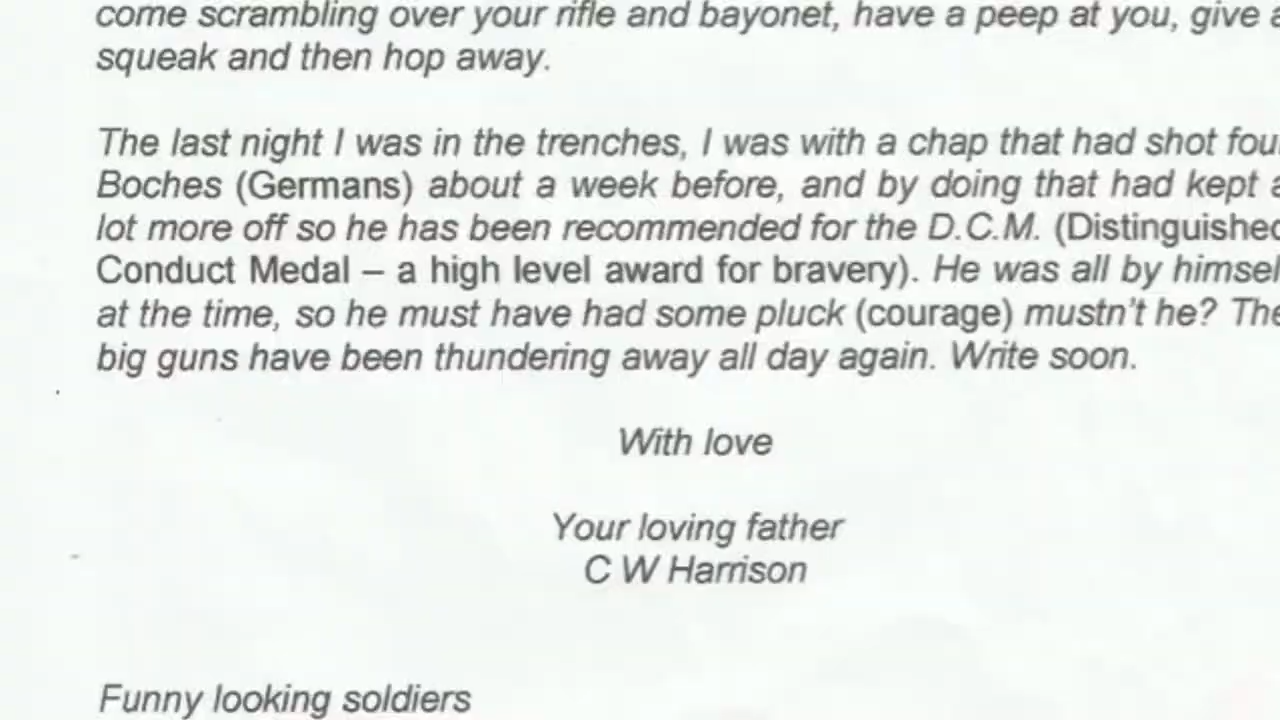 come scrambling over your rifle and bayonet, have a peep at you, give a
squeak and then hop away.
The last night I was in the trenches, I was with a chap that had shot four
Boches (Germans) about a week before, and by doing that had kept a
lot more off so he has been recommended for the D.C.M. (Distinguished
Conduct Medal – a high level award for bravery). He was all by himsel
at the time, so he must have had some pluck (courage) mustn't he? The
big guns have been thundering away all day again. Write soon.
With love
Your loving father
C W Harrison
Funny looking soldiers